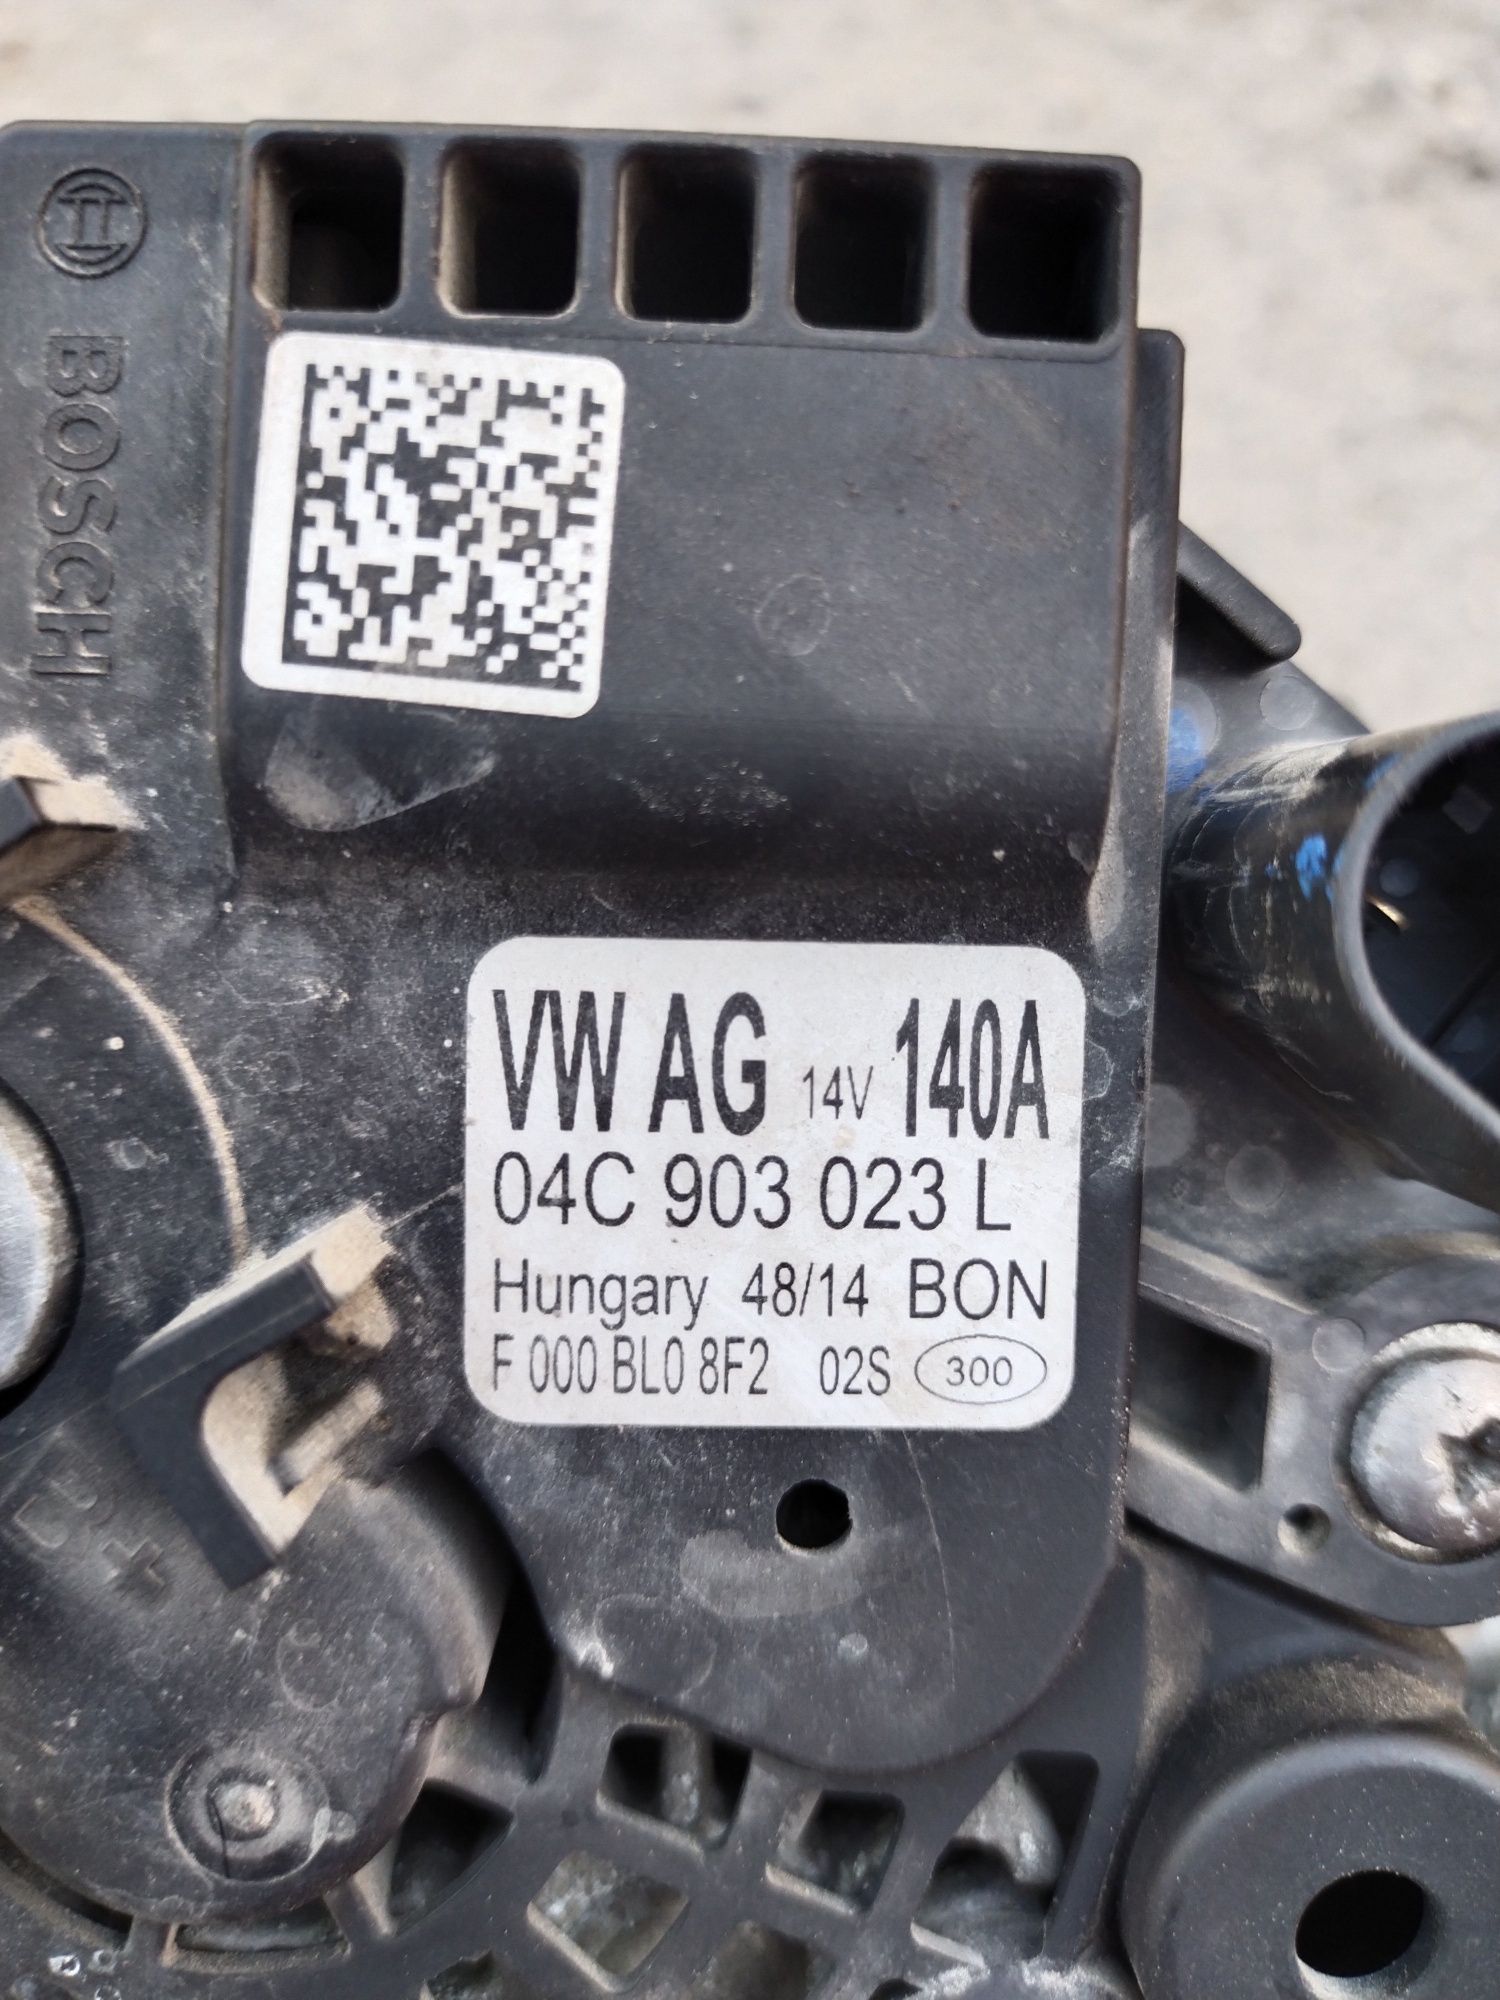 BOSCH
VW AG 14V 140A
04C 903 023 L
Hungary 48/14 BON
F 000 BL0 8F2 02S 300
B+